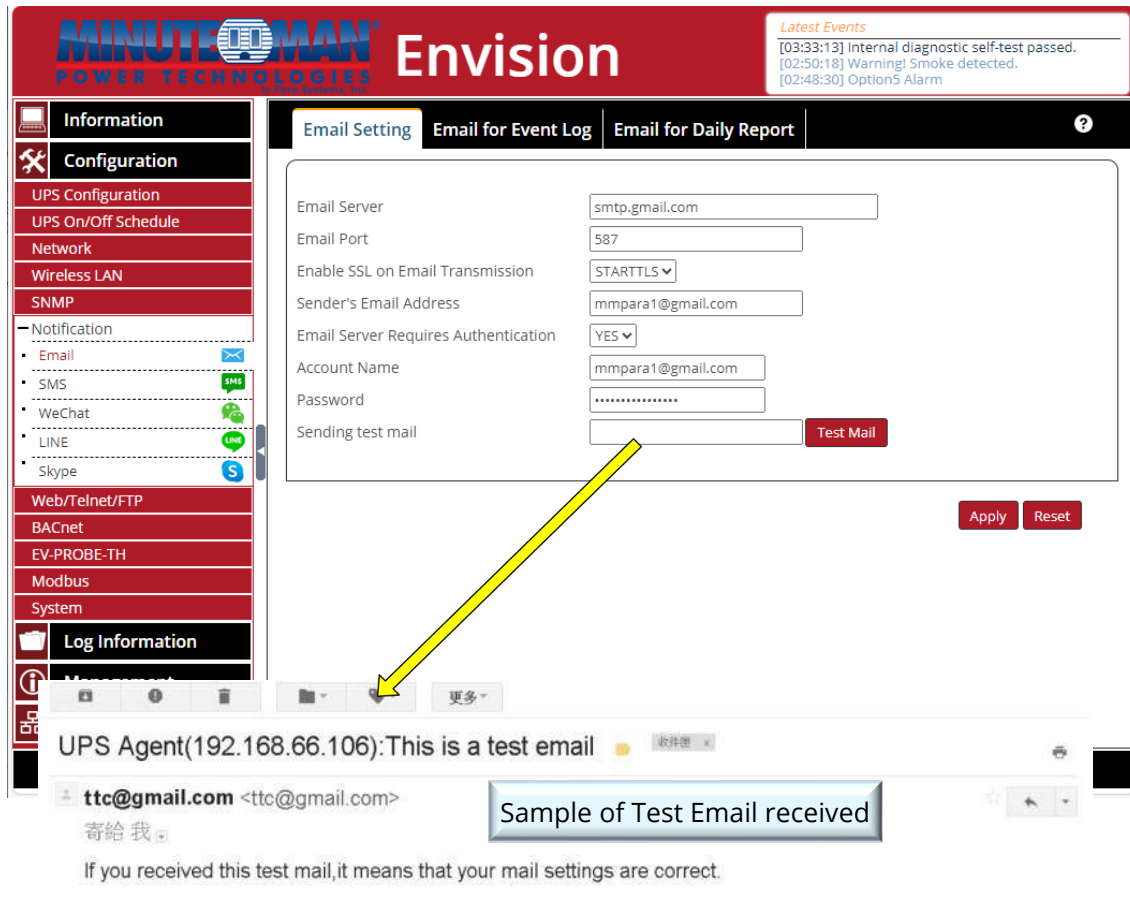 MINUTEMAN®
POWER TECHNOLOGIES
by Para Systems, Inc.
Envision
Latest Events
[03:33:13] Internal diagnostic self-test passed.
[02:50:18] Warning! Smoke detected.
[02:48:30] Option5 Alarm
Information
Configuration
UPS Configuration
UPS On/Off Schedule
Network
Wireless LAN
SNMP
Notification
Email
SMS
SMS
WeChat
LINE
LINE
Skype
S
Web/Telnet/FTP
BACnet
EV-PROBE-TH
Modbus
System
Log Information
Email Setting Email for Event Log Email for Daily Report ?
Email Server smtp.gmail.com
Email Port 587
Enable SSL on Email Transmission STARTTLS
Sender's Email Address mmpara1@gmail.com
Email Server Requires Authentication YES
Account Name mmpara1@gmail.com
Password ••••••••••••••••
Sending test mail Test Mail
Apply Reset
更多
UPS Agent(192.168.66.106):This is a test email 收件匣 x
ttc@gmail.com <ttc@gmail.com>
寄給 我
Sample of Test Email received
If you received this test mail,it means that your mail settings are correct.